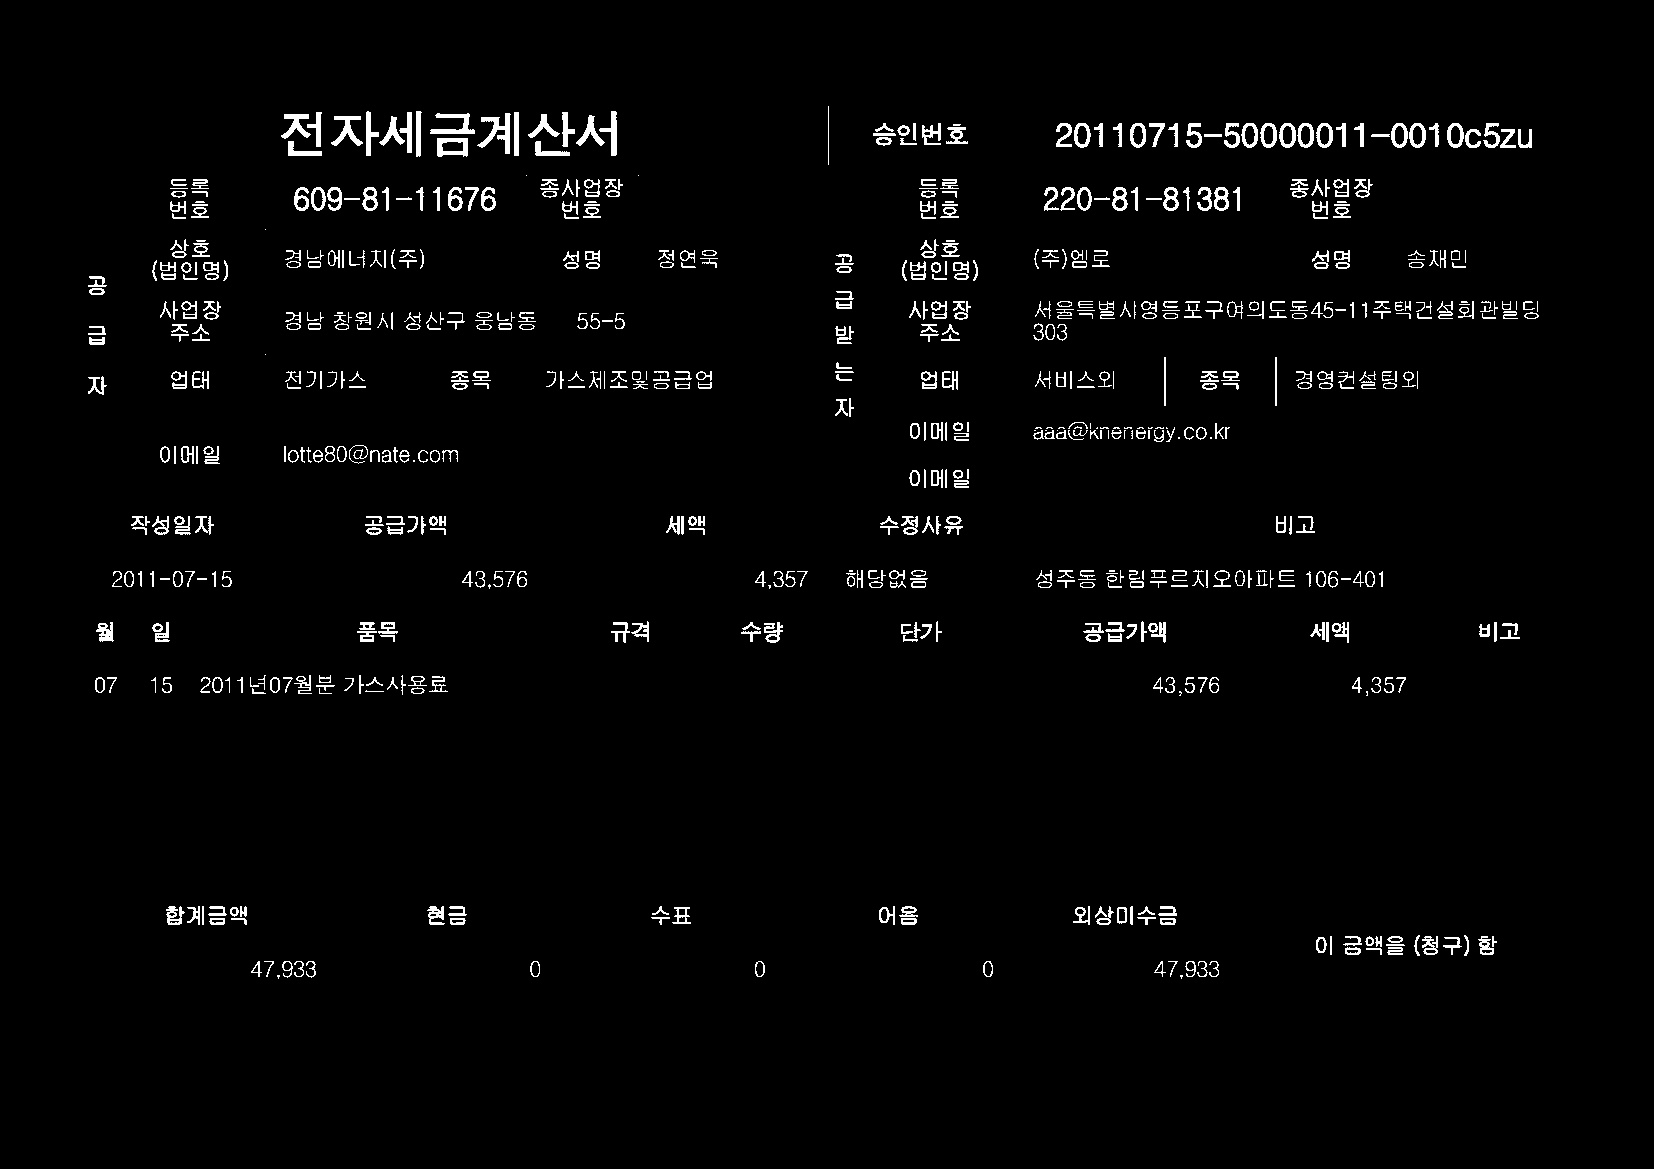 전자세금계산서 승인번호 20110715-50000011-0010c5zu
등록번호 609-81-11676 종사업장번호 등록번호 220-81-81381 종사업장번호
공급자 상호(법인명) 경남에너지(주) 성명 정연욱 공급받는자 상호(법인명) (주)엠로 성명 송재민
사업장주소 경남 창원시 성산구 웅남동 55-5 사업장주소 서울특별시영등포구여의도동45-11주택건설회관빌딩303
업태 전기가스 종목 가스제조및공급업 업태 서비스외 종목 경영컨설팅외
이메일 lotte80@nate.com 이메일 aaa@knenergy.co.kr
이메일
작성일자 공급가액 세액 수정사유 비고
2011-07-15 43,576 4,357 해당없음 성주동 한림푸르지오아파트 106-401
월 일 품목 규격 수량 단가 공급가액 세액 비고
07 15 2011년07월분 가스사용료 43,576 4,357
합계금액 현금 수표 어음 외상미수금 이 금액을 (청구) 함
47,933 0 0 0 47,933